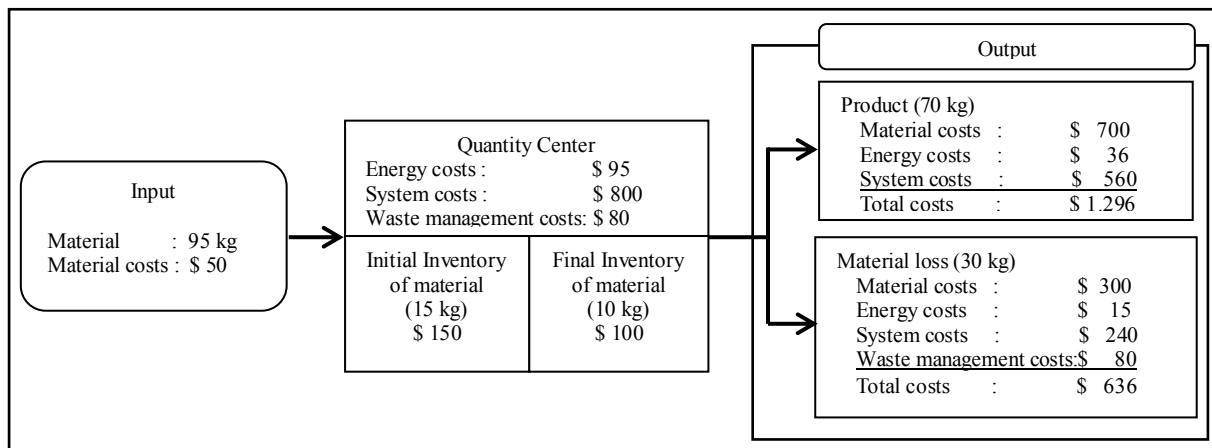 Input
Material : 95 kg
Material costs : $ 50
Quantity Center
Energy costs : $ 95
System costs : $ 800
Waste management costs: $ 80
Initial Inventory
of material
(15 kg)
$ 150
Final Inventory
of material
(10 kg)
$ 100
Output
Product (70 kg)
Material costs : $ 700
Energy costs : $ 36
System costs : $ 560
Total costs : $ 1.296
Material loss (30 kg)
Material costs : $ 300
Energy costs : $ 15
System costs : $ 240
Waste management costs:$ 80
Total costs : $ 636